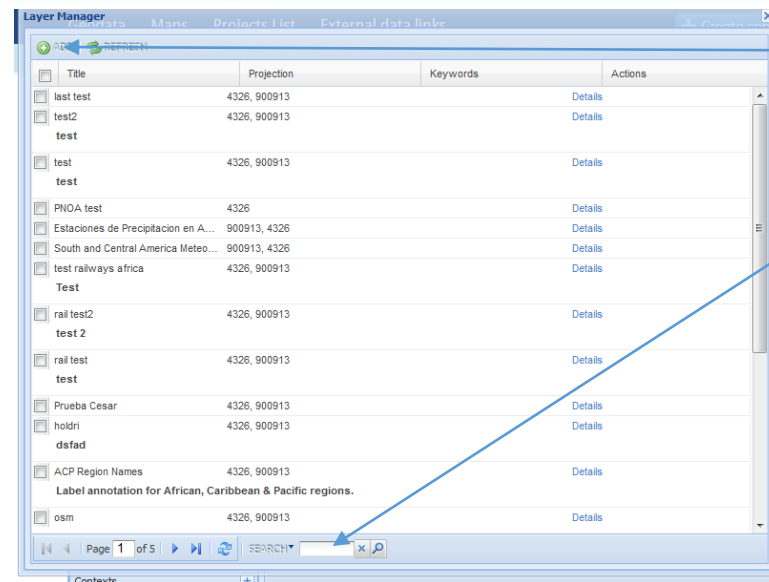 Layer Manager
Geodata Maps Projects List External data links Create con
ADD REFRESH
Title Projection Keywords Actions
last test 4326, 900913 Details
test2 4326, 900913 Details
test
test 4326, 900913 Details
test
PNOA test 4326 Details
Estaciones de Precipitacion en A... 900913, 4326 Details
South and Central America Meteo... 900913, 4326 Details
test railways africa 4326, 900913 Details
Test
rail test2 4326, 900913 Details
test 2
rail test 4326, 900913 Details
test
Prueba Cesar 4326, 900913 Details
holdri 4326, 900913 Details
dsfad
ACP Region Names 4326, 900913 Details
Label annotation for African, Caribbean & Pacific regions.
osm 4326, 900913 Details
Page 1 of 5 SEARCH
Contexts